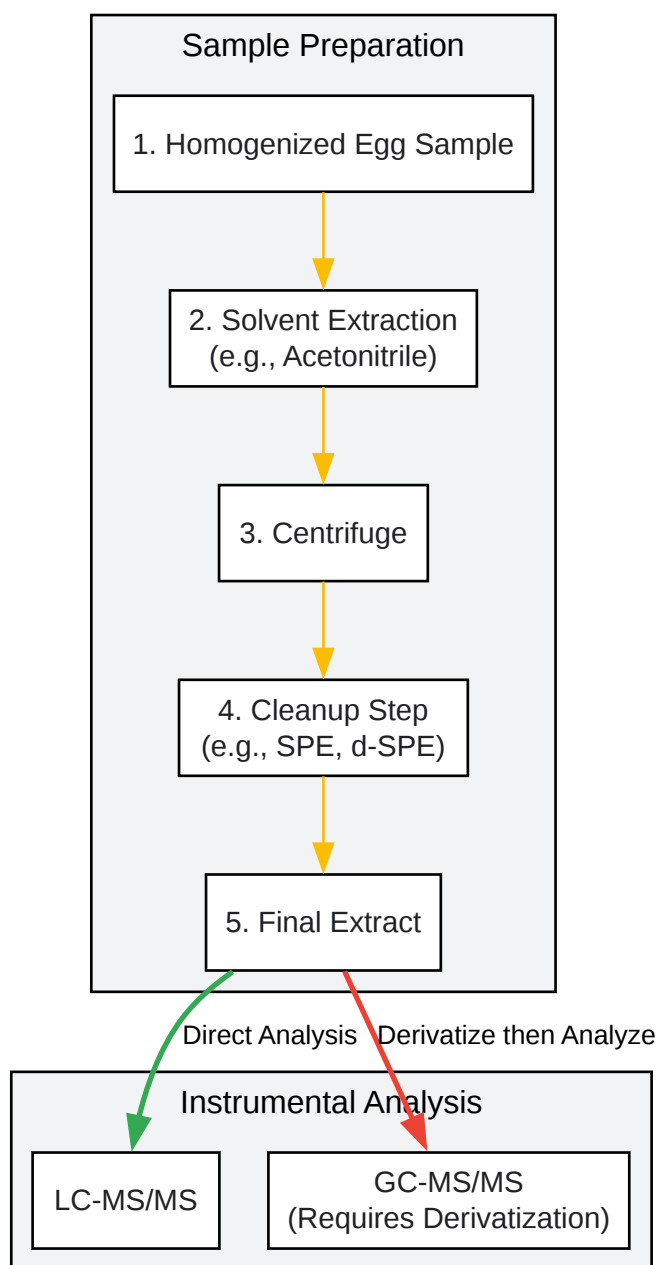 Sample Preparation
1. Homogenized Egg Sample
2. Solvent Extraction
(e.g., Acetonitrile)
3. Centrifuge
4. Cleanup Step
(e.g., SPE, d-SPE)
5. Final Extract
Direct Analysis
Derivatize then Analyze
Instrumental Analysis
LC-MS/MS
GC-MS/MS
(Requires Derivatization)